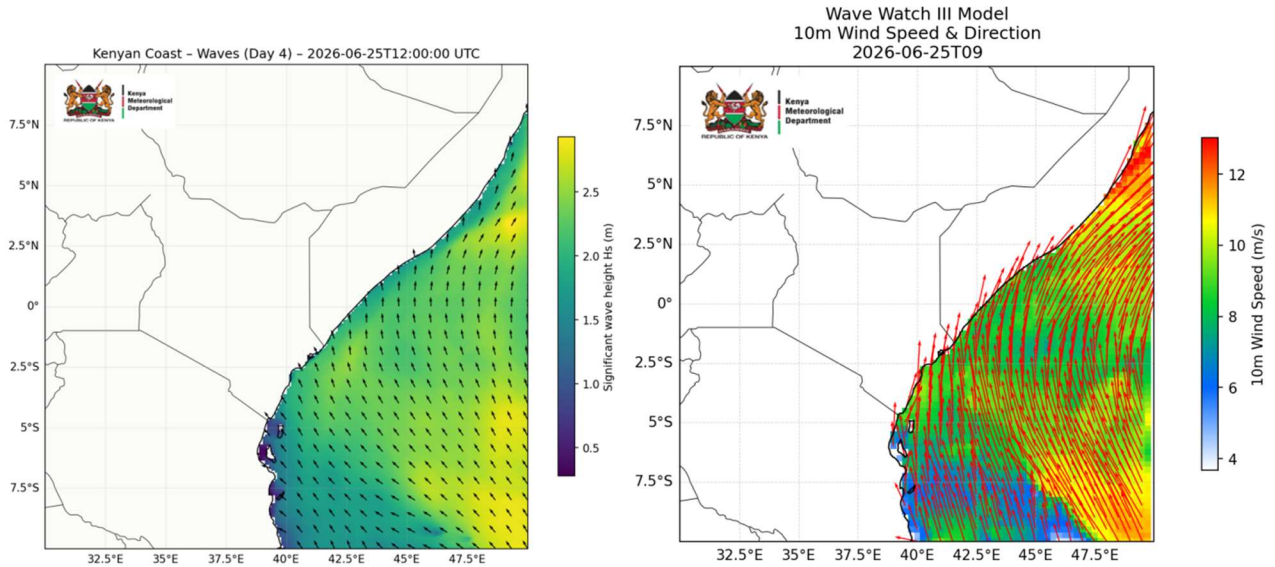 Kenyan Coast – Waves (Day 4) – 2026-06-25T12:00:00 UTC
Kenya
Meteorological
Department
REPUBLIC OF KENYA
7.5°N
5°N
2.5°N
0°
2.5°S
5°S
7.5°S
32.5°E 35°E 37.5°E 40°E 42.5°E 45°E 47.5°E
2.5
2.0
1.5
1.0
0.5
Significant wave height Hs (m)
Wave Watch III Model
10m Wind Speed & Direction
2026-06-25T09
Kenya
Meteorological
Department
REPUBLIC OF KENYA
7.5°N
5°N
2.5°N
0°
2.5°S
5°S
7.5°S
32.5°E 35°E 37.5°E 40°E 42.5°E 45°E 47.5°E
12
10
8
6
4
10m Wind Speed (m/s)